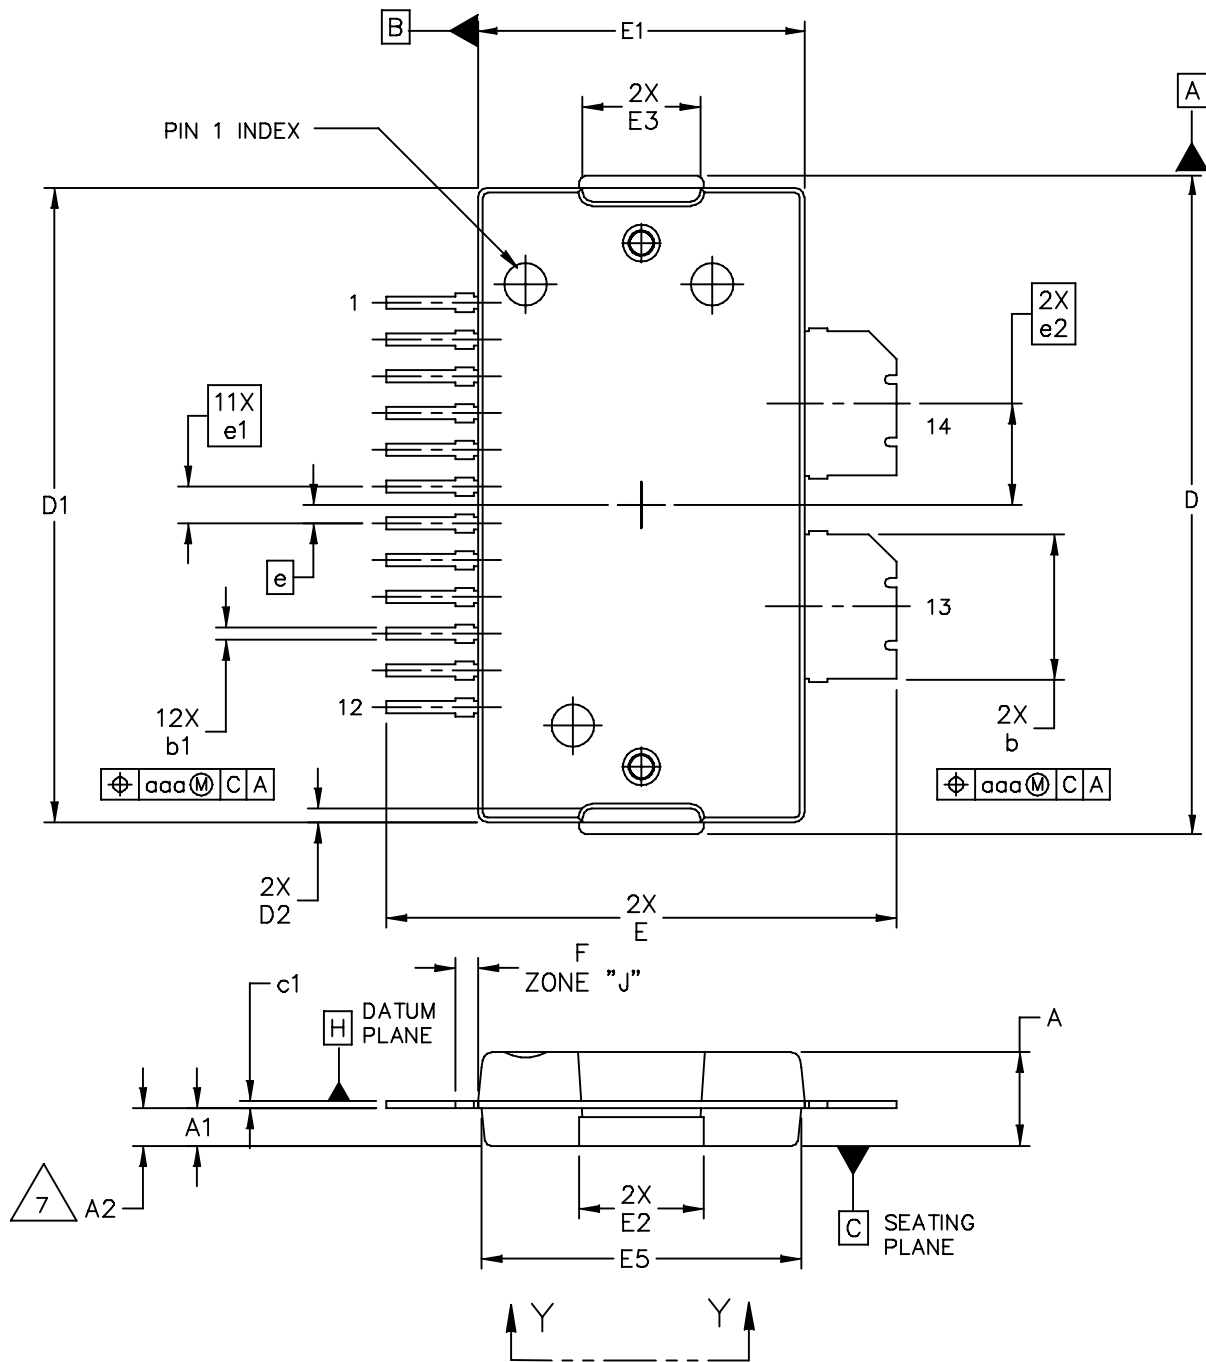 B
E1
2X
E3
A
PIN 1 INDEX
1
2X
e2
11X
e1
14
D1
D
e
13
12
12X
b1
2X
b
⌖ aaa Ⓜ C A
⌖ aaa Ⓜ C A
2X
D2
2X
E
F
ZONE "J"
c1
H
DATUM
PLANE
A
A1
7
A2
2X
E2
C
SEATING
PLANE
E5
Y
Y